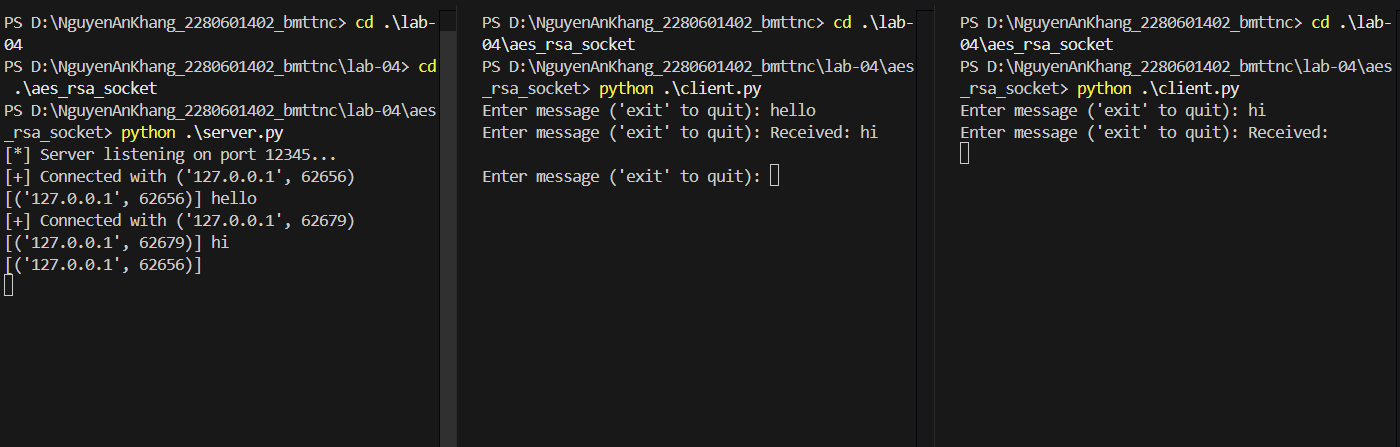 PS D:\NguyenAnKhang_2280601402_bmttnc> cd .\lab-
04
PS D:\NguyenAnKhang_2280601402_bmttnc\lab-04> cd
 .\aes_rsa_socket
PS D:\NguyenAnKhang_2280601402_bmttnc\lab-04\aes
_rsa_socket> python .\server.py
[*] Server listening on port 12345...
[+] Connected with ('127.0.0.1', 62656)
[('127.0.0.1', 62656)] hello
[+] Connected with ('127.0.0.1', 62679)
[('127.0.0.1', 62679)] hi
[('127.0.0.1', 62656)]
PS D:\NguyenAnKhang_2280601402_bmttnc> cd .\lab-
04\aes_rsa_socket
PS D:\NguyenAnKhang_2280601402_bmttnc\lab-04\aes
_rsa_socket> python .\client.py
Enter message ('exit' to quit): hello
Enter message ('exit' to quit): Received: hi
Enter message ('exit' to quit):
PS D:\NguyenAnKhang_2280601402_bmttnc> cd .\lab-
04\aes_rsa_socket
PS D:\NguyenAnKhang_2280601402_bmttnc\lab-04\aes
_rsa_socket> python .\client.py
Enter message ('exit' to quit): hi
Enter message ('exit' to quit): Received: